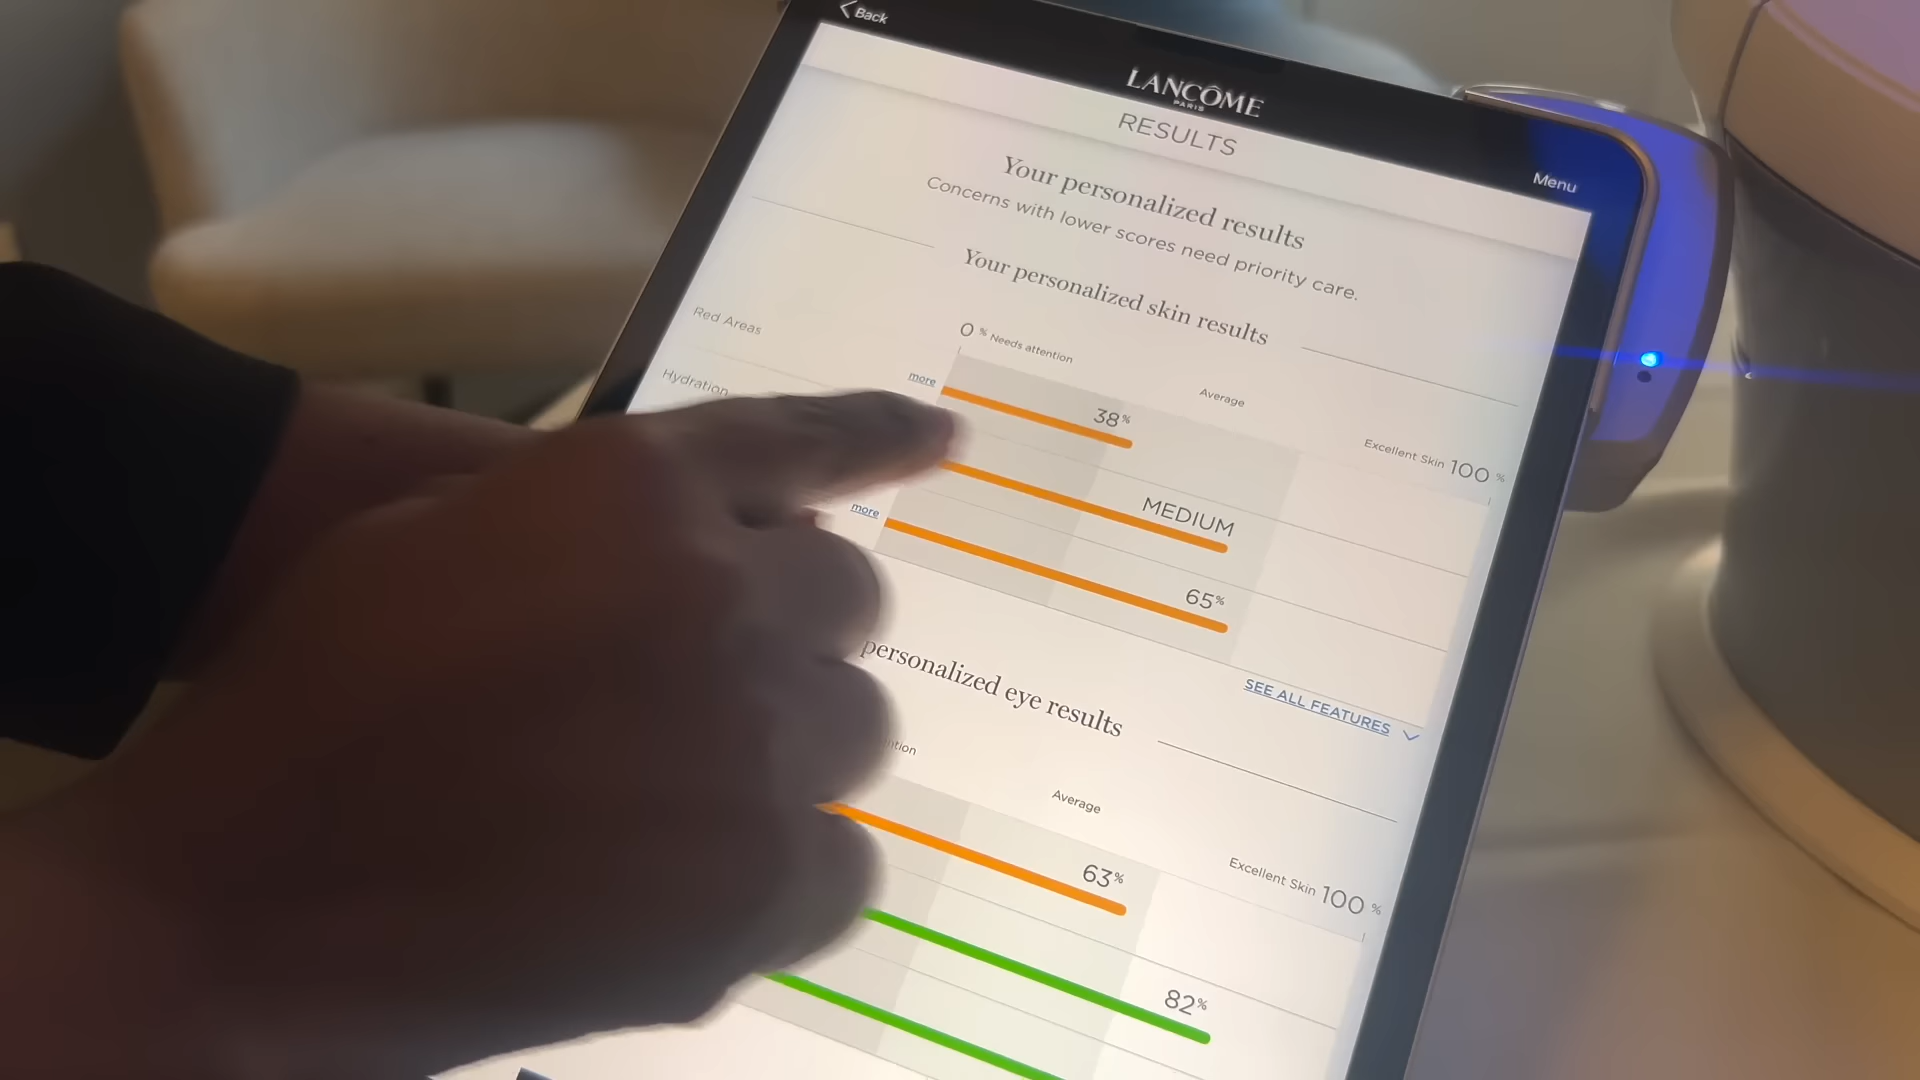 Back
LANCÔME
PARIS
Menu
RESULTS
Your personalized results
Concerns with lower scores need priority care.
Your personalized skin results
0 % Needs attention
Average
Excellent Skin 100 %
Red Areas
more
38%
Hydration
MEDIUM
more
65%
SEE ALL FEATURES
personalized eye results
Average
Excellent Skin 100 %
63%
82%